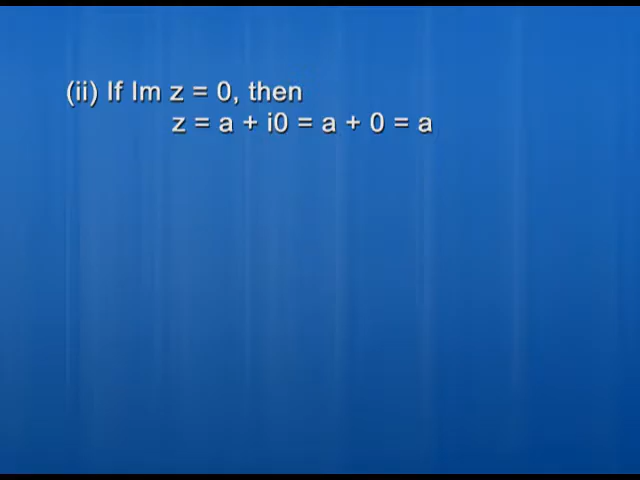 (ii) If Im z = 0, then
z = a + i0 = a + 0 = a